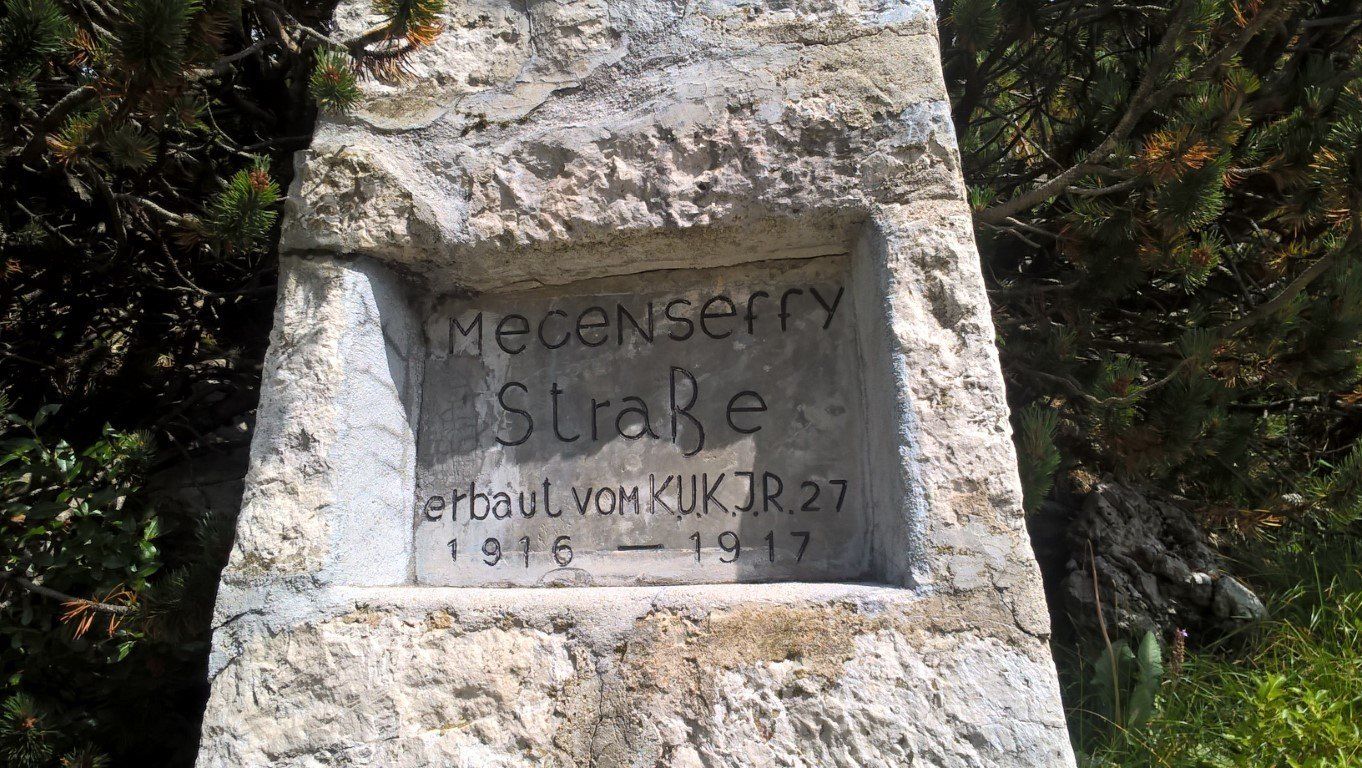 Mecenseffy
Straße
erbaut vom K.U.K.J.R.27
1916 – 1917